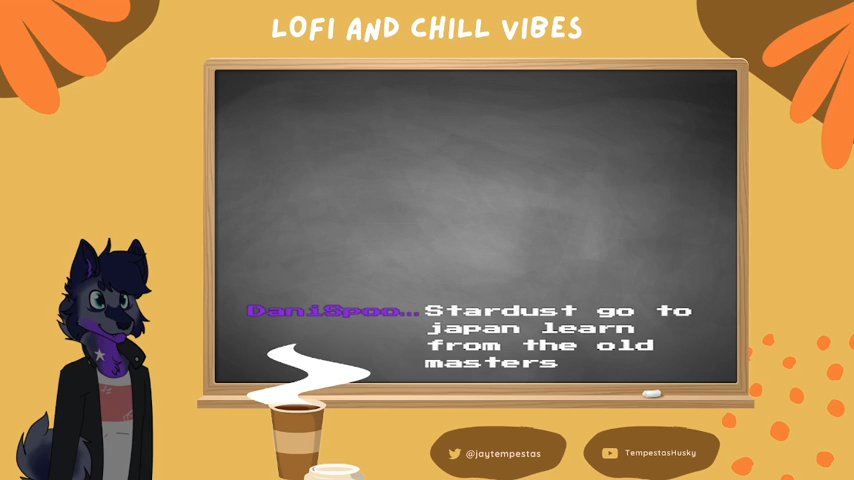 LOFI AND CHILL VIBES
DaniSpoo... Stardust go to
japan learn
from the old
masters
@jaytempestas
TempestasHusky